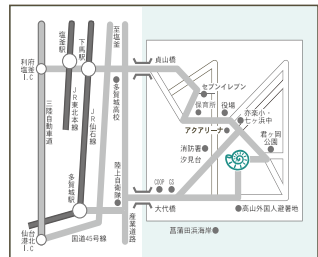 至塩釜
塩釜駅
下馬駅
利府塩釜I.C
貞山橋
セブンイレブン
保育所
役場
亦楽小・七ヶ浜中
アクアリーナ
君ヶ岡公園
消防署
汐見台
JR東北本線
JR仙石線
多賀城高校
三陸自動車道
陸上自衛隊
多賀城駅
COOP
GS
大代橋
高山外国人避暑地
産業道路
仙台港北I.C
国道45号線
菖蒲田浜海岸